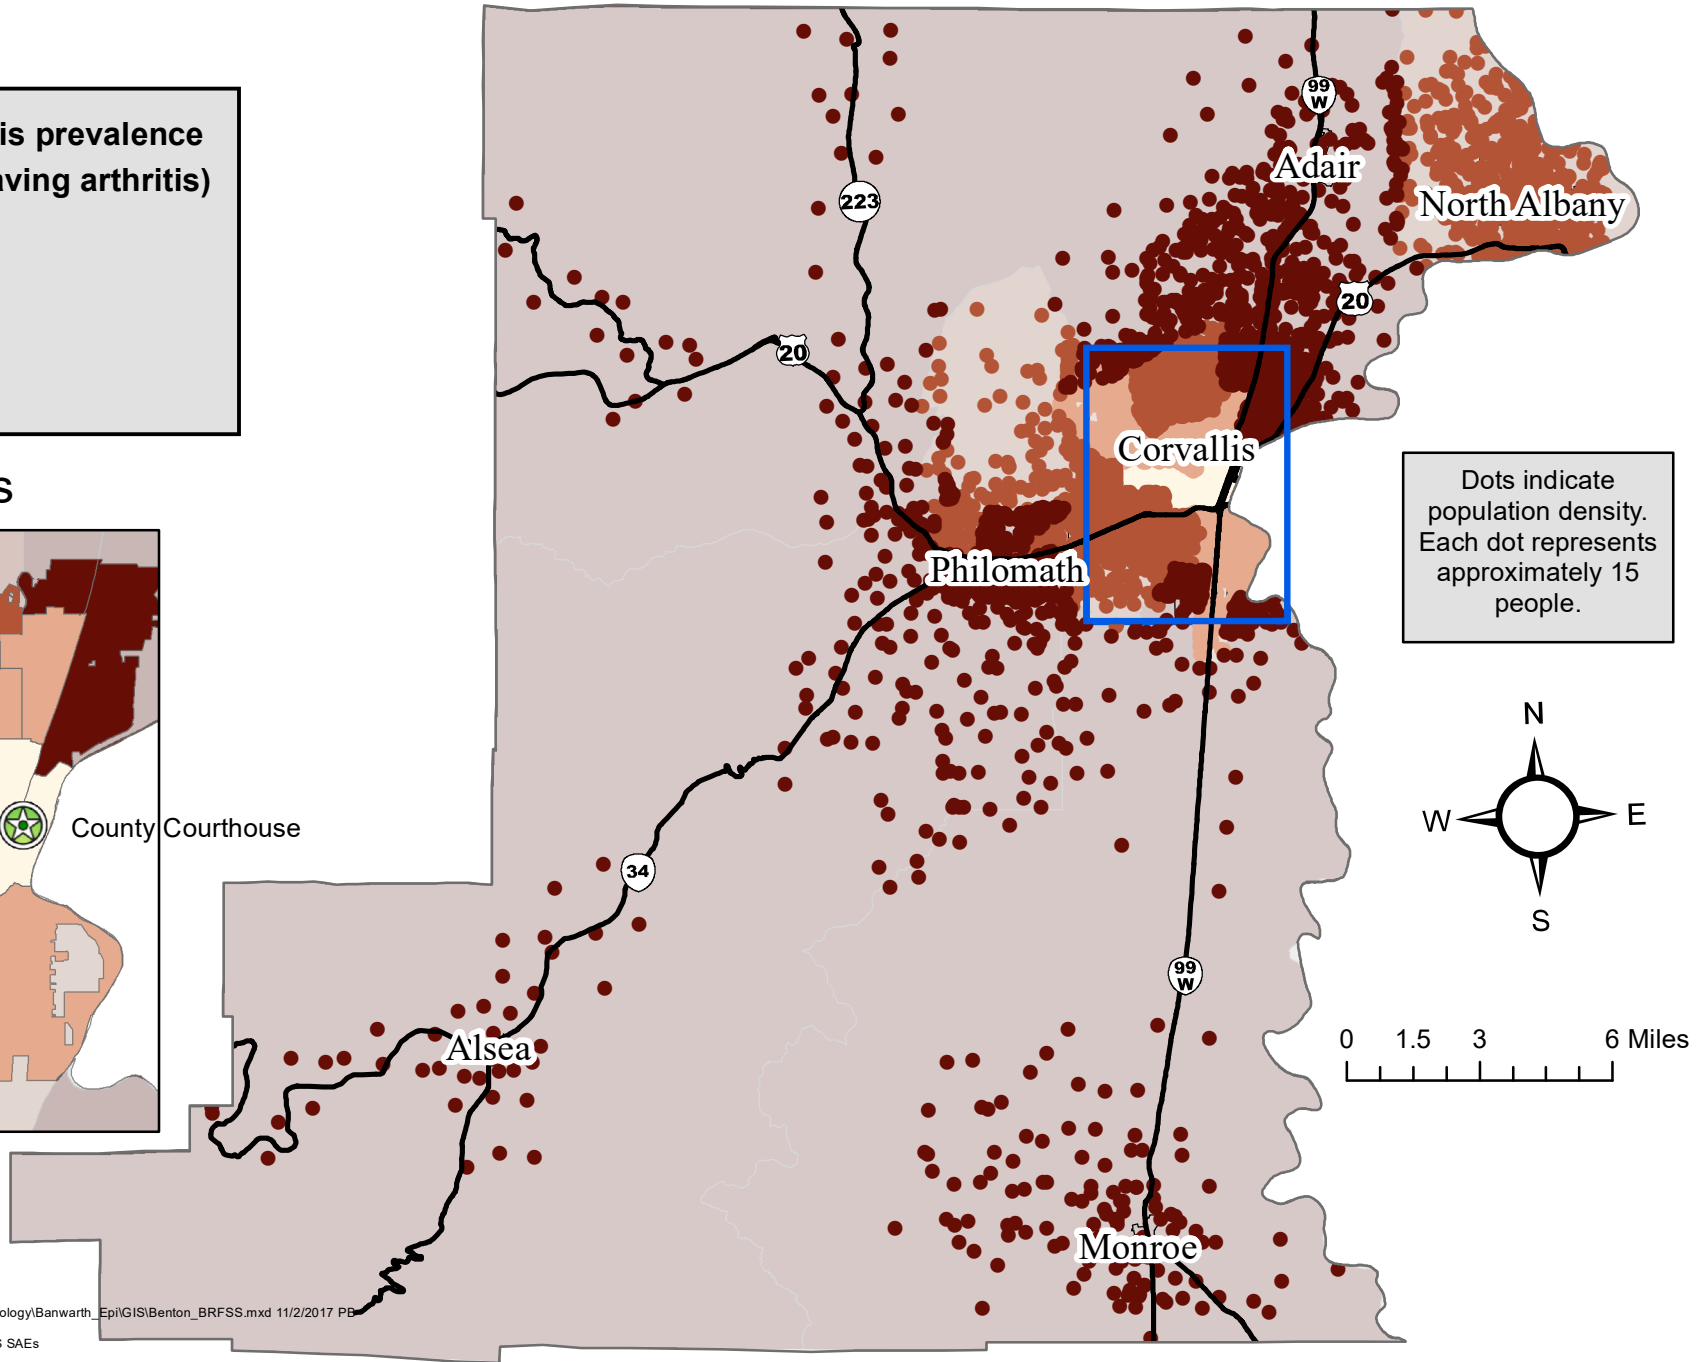 is prevalence
aving arthritis)
S
County Courthouse
99
W
Adair
North Albany
223
20
20
Corvallis
Philomath
Dots indicate
population density.
Each dot represents
approximately 15
people.
N
W
E
S
34
99
W
0 1.5 3 6 Miles
Alsea
Monroe
ology\Banwarth_Epi\GIS\Benton_BRFSS.mxd 11/2/2017 PB
S SAEs